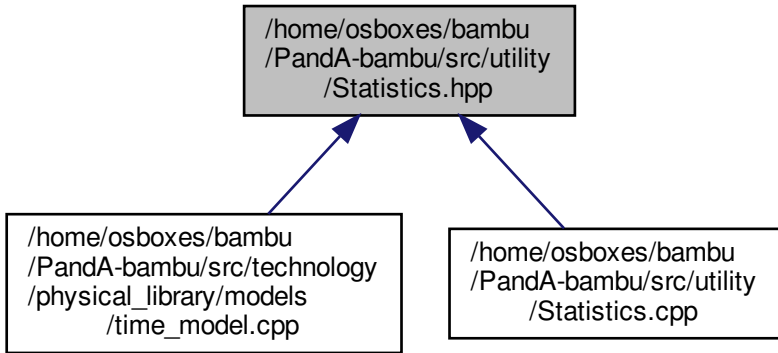 /home/osboxes/bambu
/PandA-bambu/src/utility
/Statistics.hpp
/home/osboxes/bambu
/PandA-bambu/src/technology
/physical_library/models
/time_model.cpp
/home/osboxes/bambu
/PandA-bambu/src/utility
/Statistics.cpp